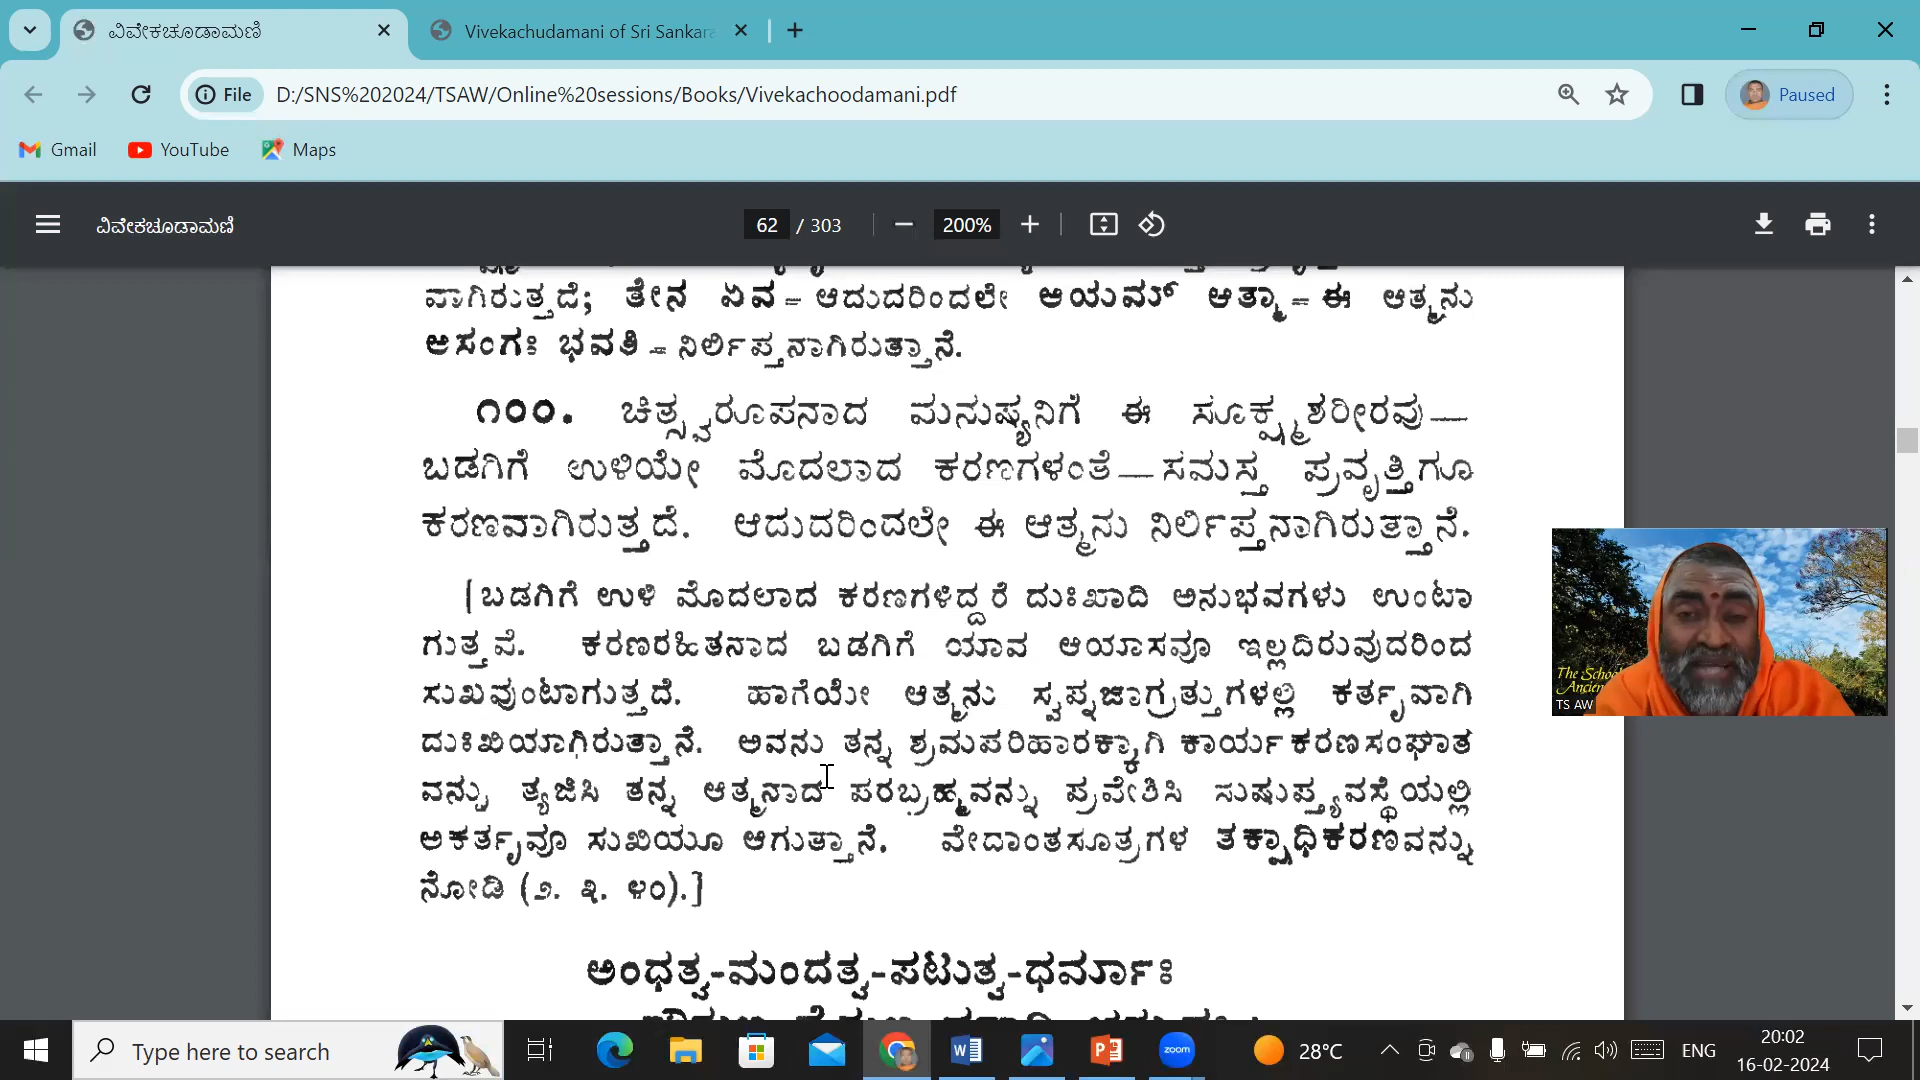 ವಿವೇಕಚೂಡಾಮಣಿ
Vivekachudamani of Sri Sankara
File D:/SNS%202024/TSAW/Online%20sessions/Books/Vivekachoodamani.pdf
Paused
Gmail YouTube Maps
ವಿವೇಕಚೂಡಾಮಣಿ 62 / 303 200%
ವಾಗಿರುತ್ತದೆ; ತೇನ ಏವ = ಆದುದರಿಂದಲೇ ಅಯಮ್ ಆತ್ಮಾ = ಈ ಆತ್ಮನು
ಅಸಂಗಃ ಭವತಿ = ನಿರ್ಲಿಪ್ತನಾಗಿರುತ್ತಾನೆ.
೧೦೦. ಚಿತ್ಸ್ವರೂಪನಾದ ಮನುಷ್ಯನಿಗೆ ಈ ಸೂಕ್ಷ್ಮಶರೀರವು—
ಬಡಗಿಗೆ ಉಳಿಯೇ ಮೊದಲಾದ ಕರಣಗಳಂತೆ—ಸಮಸ್ತ ಪ್ರವೃತ್ತಿಗೂ
ಕರಣವಾಗಿರುತ್ತದೆ. ಆದುದರಿಂದಲೇ ಈ ಆತ್ಮನು ನಿರ್ಲಿಪ್ತನಾಗಿರುತ್ತಾನೆ.
[ಬಡಗಿಗೆ ಉಳಿ ಮೊದಲಾದ ಕರಣಗಳಿದ್ದರೆ ದುಃಖಾದಿ ಅನುಭವಗಳು ಉಂಟಾ
ಗುತ್ತವೆ. ಕರಣರಹಿತನಾದ ಬಡಗಿಗೆ ಯಾವ ಆಯಾಸವೂ ಇಲ್ಲದಿರುವುದರಿಂದ
ಸುಖವುಂಟಾಗುತ್ತದೆ. ಹಾಗೆಯೇ ಆತ್ಮನು ಸ್ವಪ್ನಜಾಗ್ರತ್ತುಗಳಲ್ಲಿ ಕರ್ತೃವಾಗಿ
ದುಃಖಿಯಾಗಿರುತ್ತಾನೆ. ಅವನು ತನ್ನ ಶ್ರಮಪರಿಹಾರಕ್ಕಾಗಿ ಕಾರ್ಯಕರಣಸಂಘಾತ
ವನ್ನು ತ್ಯಜಿಸಿ ತನ್ನ ಆತ್ಮನಾದ ಪರಬ್ರಹ್ಮವನ್ನು ಪ್ರವೇಶಿಸಿ ಸುಷುಪ್ತ್ಯವಸ್ಥೆಯಲ್ಲಿ
ಅಕರ್ತೃವೂ ಸುಖಿಯೂ ಆಗುತ್ತಾನೆ. ವೇದಾಂತಸೂತ್ರಗಳ ತಕ್ಷಾಧಿಕರಣವನ್ನು
ನೋಡಿ (೨. ೩. ೪೦).]
ಅಂಧತ್ವ-ಮಂದತ್ವ-ಪಟುತ್ವ-ಧರ್ಮಾಃ
The School
Ancien
TS AW
Type here to search
zoom
28°C
ENG
20:02
16-02-2024